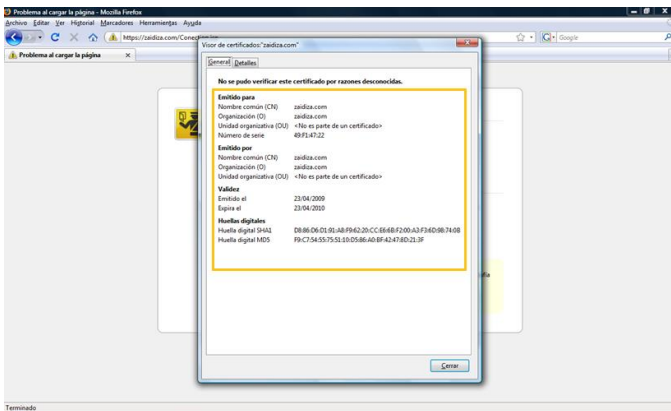 Problema al cargar la página - Mozilla Firefox
Archivo Editar Ver Historial Marcadores Herramientas Ayuda
https://zaidiza.com/Conec
Google
Problema al cargar la página
Visor de certificados:"zaidiza.com"
General Detalles
No se pudo verificar este certificado por razones desconocidas.
Emitido para
Nombre común (CN) zaidiza.com
Organización (O) zaidiza.com
Unidad organizativa (OU) <No es parte de un certificado>
Número de serie 49:F1:47:22
Emitido por
Nombre común (CN) zaidiza.com
Organización (O) zaidiza.com
Unidad organizativa (OU) <No es parte de un certificado>
Validez
Emitido el 23/04/2009
Expira el 23/04/2010
Huellas digitales
Huella digital SHA1 D8:86:D6:D1:91:A8:F9:62:20:CC:E6:6B:F2:00:A3:F3:6D:98:74:0B
Huella digital MD5 F9:C7:54:55:75:51:10:D5:86:A0:BF:42:47:BD:21:3F
Cerrar
Terminado